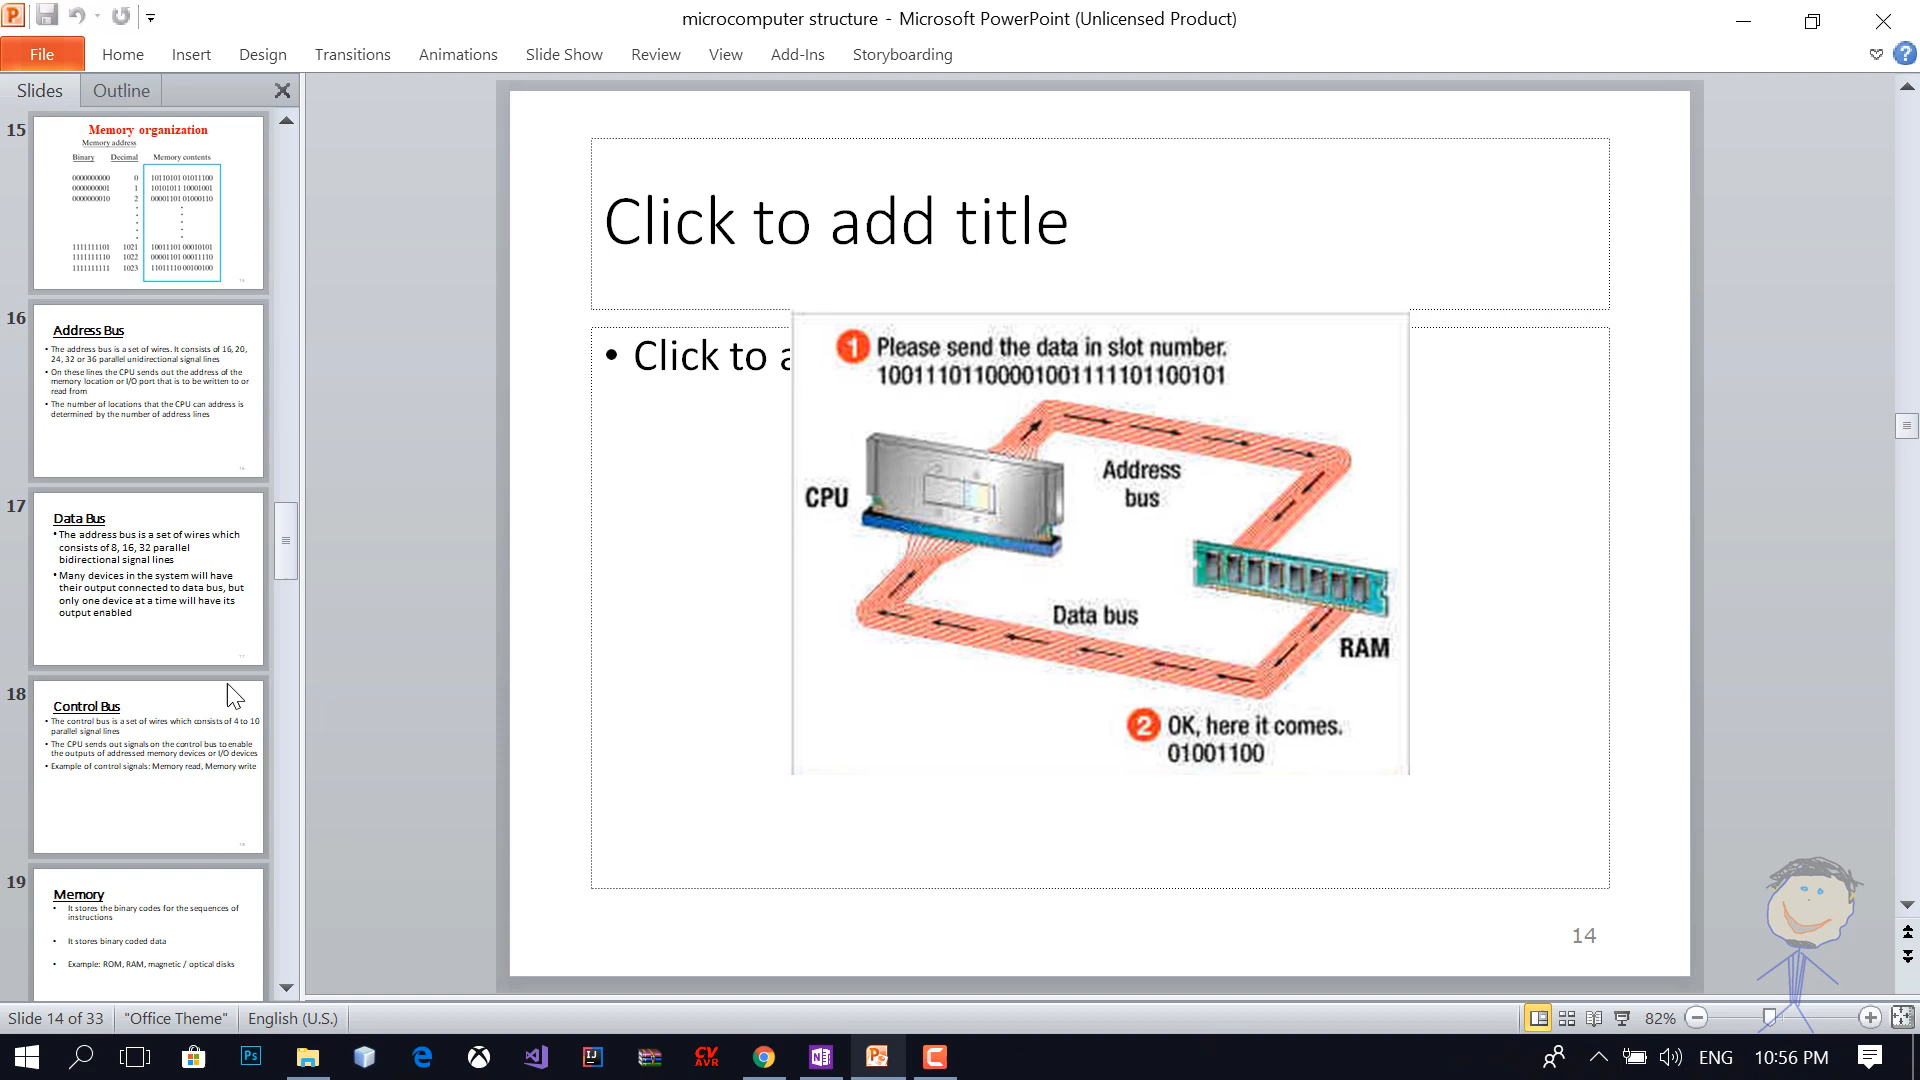 microcomputer structure - Microsoft PowerPoint (Unlicensed Product)
File Home Insert Design Transitions Animations Slide Show Review View Add-Ins Storyboarding
Slides Outline
15
Memory organization
Memory address
Binary Decimal Memory contents
0000000000 0 10110101 01011100
0000000001 1 10101011 10001001
0000000010 2 00001101 01000110
1111111101 1021 10011101 00010101
1111111110 1022 00001101 00011110
1111111111 1023 11011110 00100100
16
Address Bus
• The address bus is a set of wires. It consists of 16, 20,
24, 32 or 36 parallel unidirectional signal lines
• On these lines the CPU sends out the address of the
memory location or I/O port that is to be written to or
read from
• The number of locations that the CPU can address is
determined by the number of address lines
17
Data Bus
• The address bus is a set of wires which
consists of 8, 16, 32 parallel
bidirectional signal lines
• Many devices in the system will have
their output connected to data bus, but
only one device at a time will have its
output enabled
18
Control Bus
• The control bus is a set of wires which consists of 4 to 10
parallel signal lines
• The CPU sends out signals on the control bus to enable
the outputs of addressed memory devices or I/O devices
• Example of control signals: Memory read, Memory write
19
Memory
• It stores the binary codes for the sequences of
instructions
• It stores binary coded data
• Example: ROM, RAM, magnetic / optical disks
Click to add title
• Click to a
1 Please send the data in slot number.
10011101100001001111101100101
CPU
Address
bus
Data bus
RAM
2 OK, here it comes.
01001100
14
Slide 14 of 33 "Office Theme" English (U.S.) 82%
Ps
IJ
CV
AVR
ENG 10:56 PM